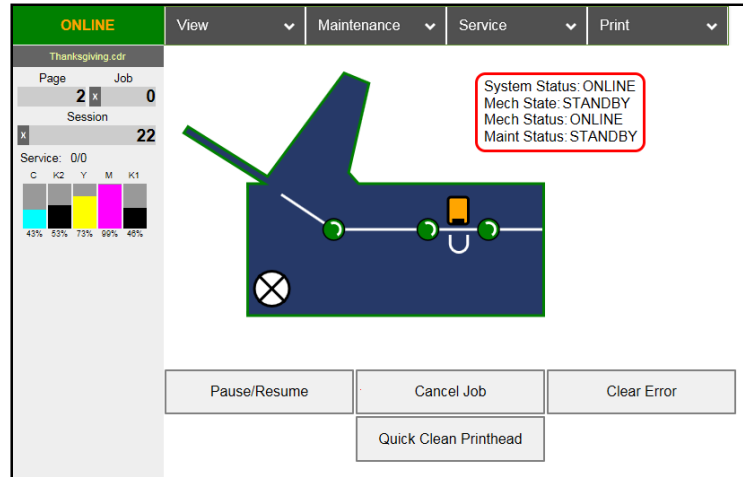 ONLINE
View
Maintenance
Service
Print
Thanksgiving.cdr
Page Job
2 x 0
Session
x 22
Service: 0/0
C K2 Y M K1
43% 53% 73% 99% 46%
System Status: ONLINE
Mech State: STANDBY
Mech Status: ONLINE
Maint Status: STANDBY
Pause/Resume
Cancel Job
Clear Error
Quick Clean Printhead